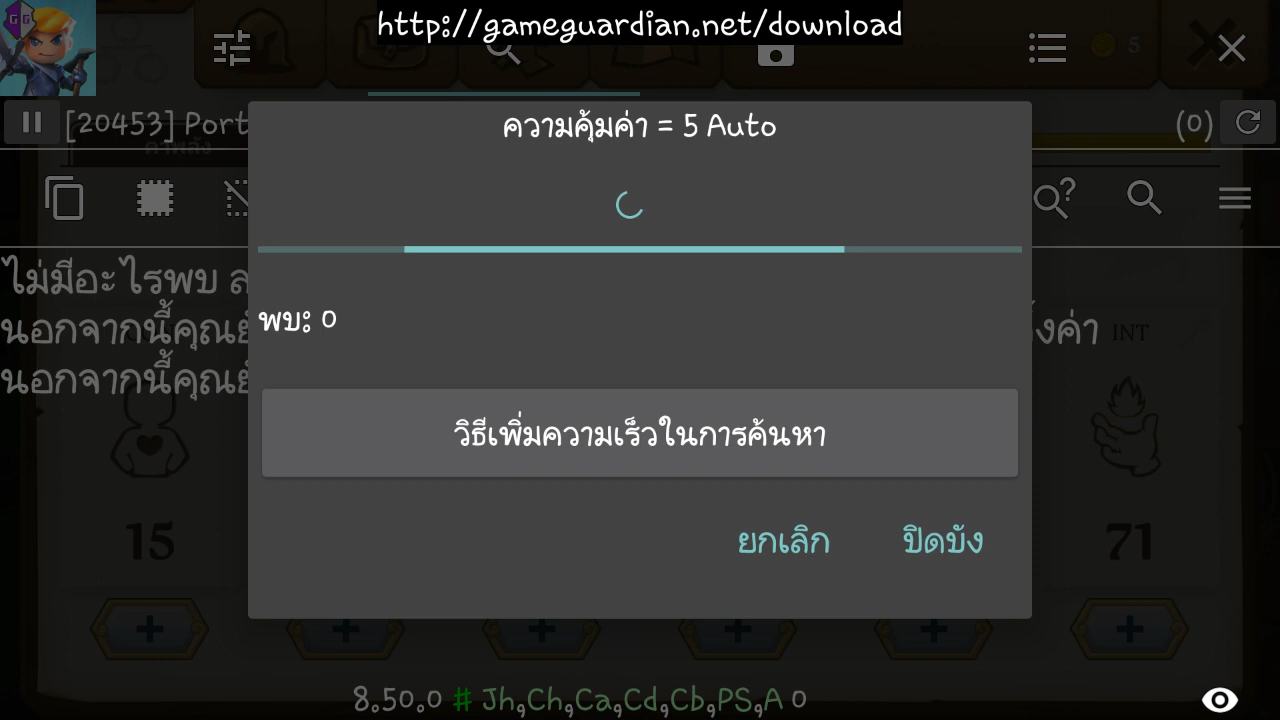 http://gameguardian.net/download
5
[20453] Port
(0)
ความคุ้มค่า = 5 Auto
ไม่มีอะไรพบ
นอกจากนี้คุณ
ั้งค่า
INT
นอกจากนี้คุณ
พบ: 0
วิธีเพิ่มความเร็วในการค้นหา
ยกเลิก ปิดบัง
15
71
8.50.0 # Jh,Ch,Ca,Cd,Cb,PS,A 0